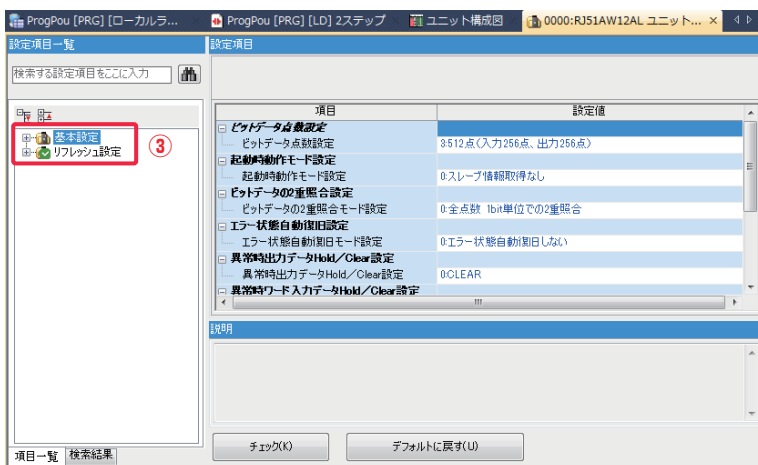 ProgPou [PRG] [ローカルラ...
ProgPou [PRG] [LD] 2ステップ
ユニット構成図
0000:RJ51AW12AL ユニット...
設定項目一覧
設定項目
検索する設定項目をここに入力
基本設定
リフレッシュ設定
③
項目
設定値
ビットデータ点数設定
ビットデータ点数設定
3:512点(入力256点、出力256点)
起動時動作モード設定
起動時動作モード設定
0:スレーブ情報取得なし
ビットデータの2重照合設定
ビットデータの2重照合モード設定
0:全点数 1bit単位での2重照合
エラー状態自動復旧設定
エラー状態自動復旧モード設定
0:エラー状態自動復旧しない
異常時出力データHold/Clear設定
異常時出力データHold/Clear設定
0:CLEAR
異常時ワード入力データHold/Clear設定
説明
チェック(K)
デフォルトに戻す(U)
項目一覧
検索結果